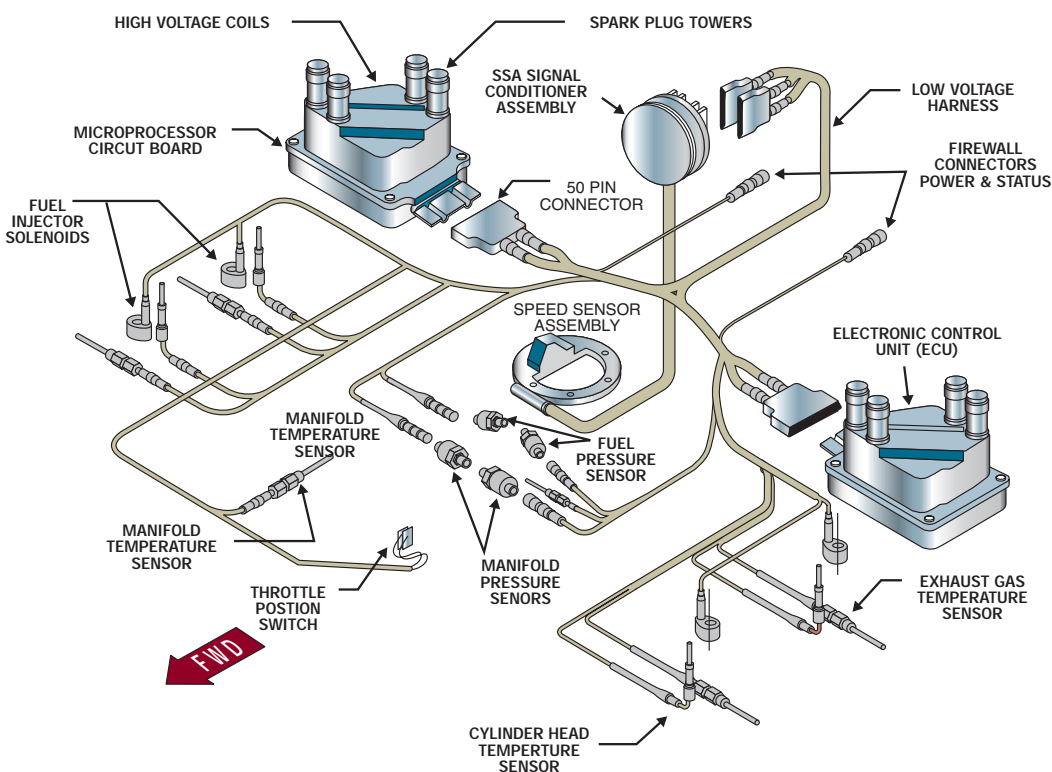 HIGH VOLTAGE COILS
SPARK PLUG TOWERS
SSA SIGNAL
CONDITIONER
ASSEMBLY
LOW VOLTAGE
HARNESS
MICROPROCESSOR
CIRCUT BOARD
FIREWALL
CONNECTORS
POWER & STATUS
50 PIN
CONNECTOR
FUEL
INJECTOR
SOLENOIDS
SPEED SENSOR
ASSEMBLY
ELECTRONIC CONTROL
UNIT (ECU)
MANIFOLD
TEMPERATURE
SENSOR
FUEL
PRESSURE
SENSOR
MANIFOLD
TEMPERATURE
SENSOR
MANIFOLD
PRESSURE
SENORS
THROTTLE
POSTION
SWITCH
EXHAUST GAS
TEMPERATURE
SENSOR
FWD
CYLINDER HEAD
TEMPERTURE
SENSOR